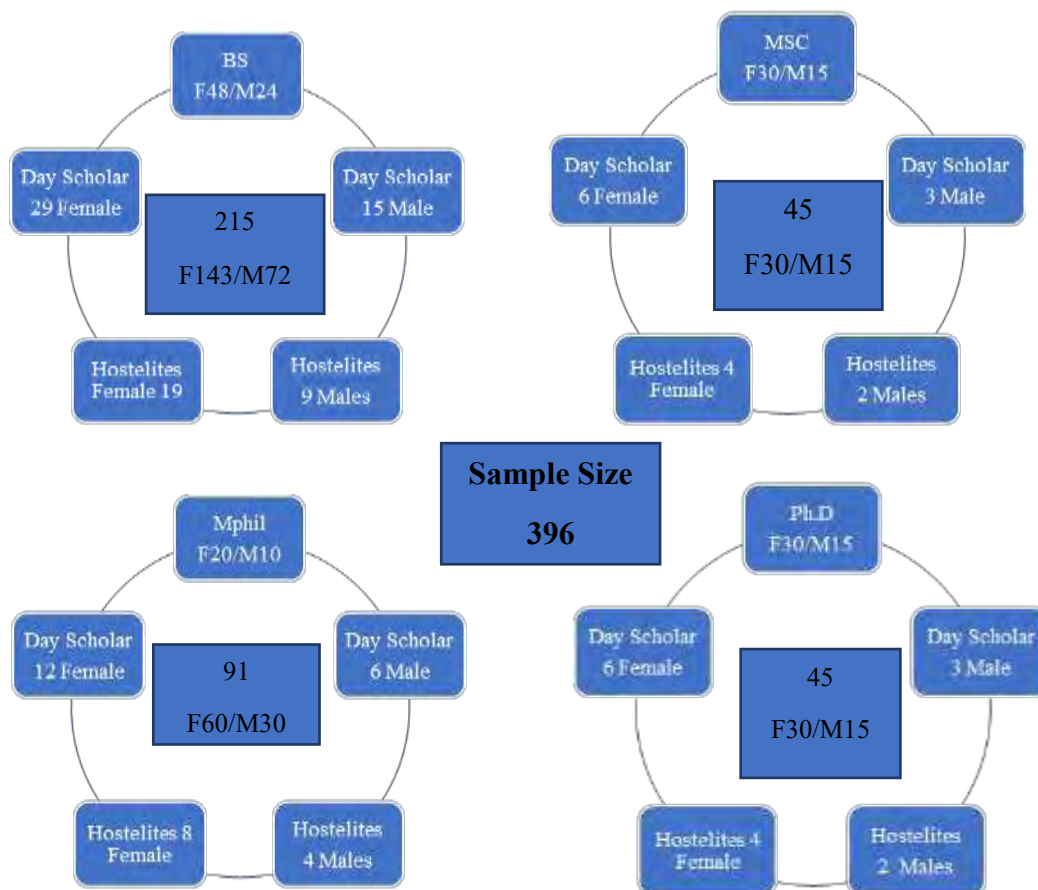 BS
F48/M24
Day Scholar
29 Female
Day Scholar
15 Male
215
F143/M72
Hostelites
Female 19
Hostelites
9 Males
MSC
F30/M15
Day Scholar
6 Female
Day Scholar
3 Male
45
F30/M15
Hostelites 4
Female
Hostelites
2 Males
Sample Size
396
Mphil
F20/M10
Day Scholar
12 Female
Day Scholar
6 Male
91
F60/M30
Hostelites 8
Female
Hostelites
4 Males
Ph.D
F30/M15
Day Scholar
6 Female
Day Scholar
3 Male
45
F30/M15
Hostelites 4
Female
Hostelites
2 Males